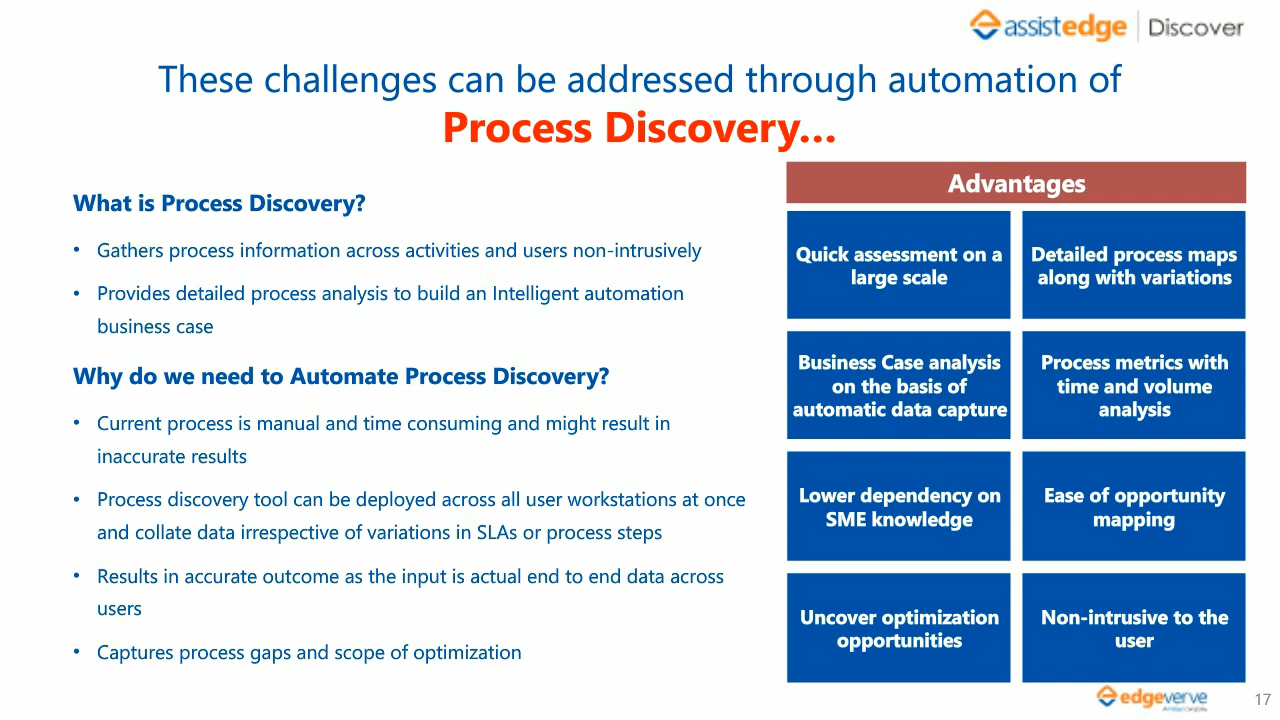 assistedge | Discover
These challenges can be addressed through automation of
Process Discovery...
What is Process Discovery?
• Gathers process information across activities and users non-intrusively
• Provides detailed process analysis to build an Intelligent automation
business case
Why do we need to Automate Process Discovery?
• Current process is manual and time consuming and might result in
inaccurate results
• Process discovery tool can be deployed across all user workstations at once
and collate data irrespective of variations in SLAs or process steps
• Results in accurate outcome as the input is actual end to end data across
users
• Captures process gaps and scope of optimization
Advantages
Quick assessment on a
large scale
Detailed process maps
along with variations
Business Case analysis
on the basis of
automatic data capture
Process metrics with
time and volume
analysis
Lower dependency on
SME knowledge
Ease of opportunity
mapping
Uncover optimization
opportunities
Non-intrusive to the
user
edgeverve
17